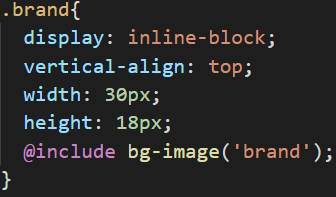 .brand{
display: inline-block;
vertical-align: top;
width: 30px;
height: 18px;
@include bg-image('brand');
}